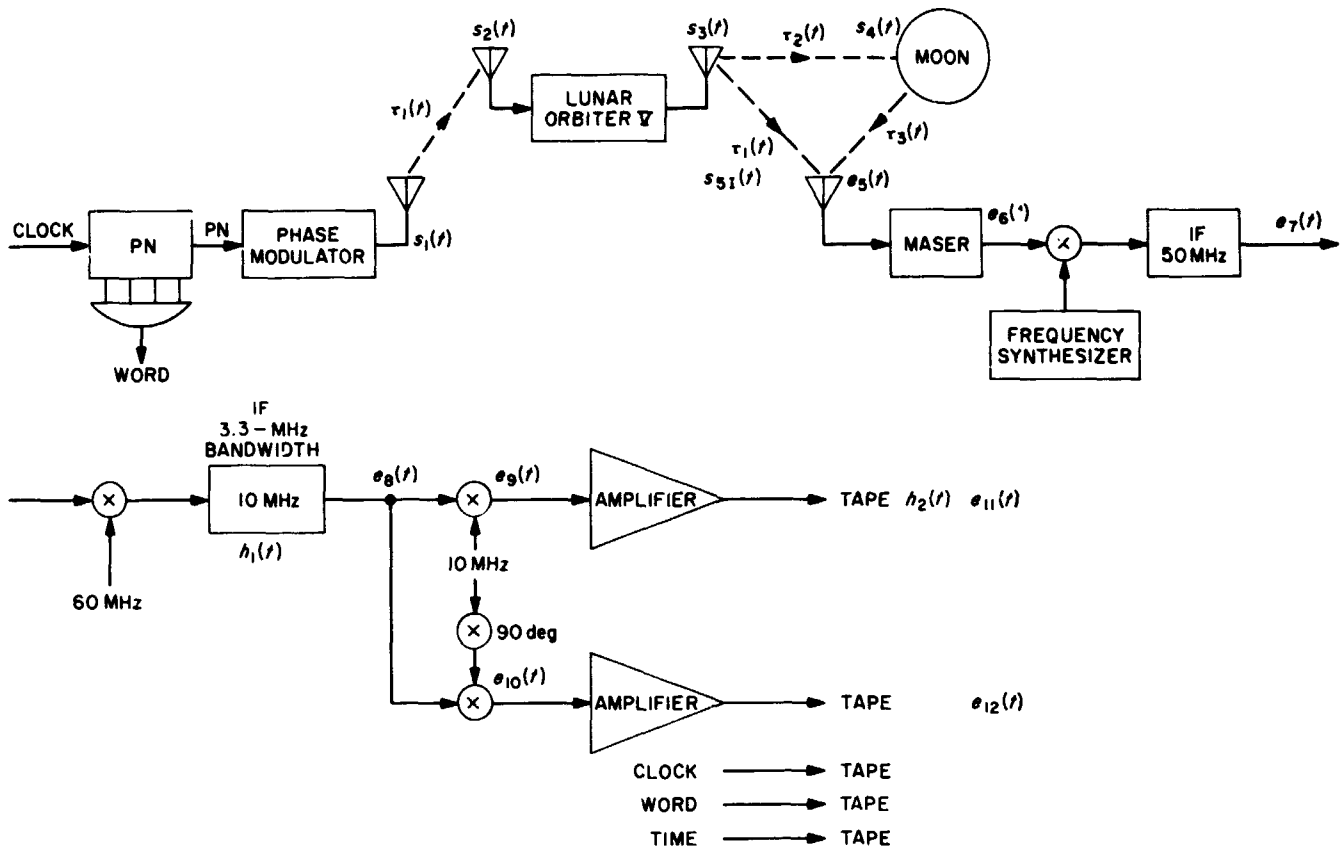 s₂(t)
s₃(t)
τ₂(t)
s₄(t)
MOON
LUNAR
ORBITER V
τ₁(t)
τ₁(t)
τ₃(t)
s₅I(t)
e₅(t)
CLOCK
PN
PN
PHASE
MODULATOR
s₁(t)
MASER
e₆(t)
×
IF
50 MHz
e₇(t)
FREQUENCY
SYNTHESIZER
WORD
IF
3.3-MHz
BANDWIDTH
×
10 MHz
e₈(t)
×
e₉(t)
AMPLIFIER
TAPE h₂(t) e₁₁(t)
h₁(t)
10 MHz
60 MHz
×
90 deg
×
e₁₀(t)
AMPLIFIER
TAPE e₁₂(t)
CLOCK TAPE
WORD TAPE
TIME TAPE